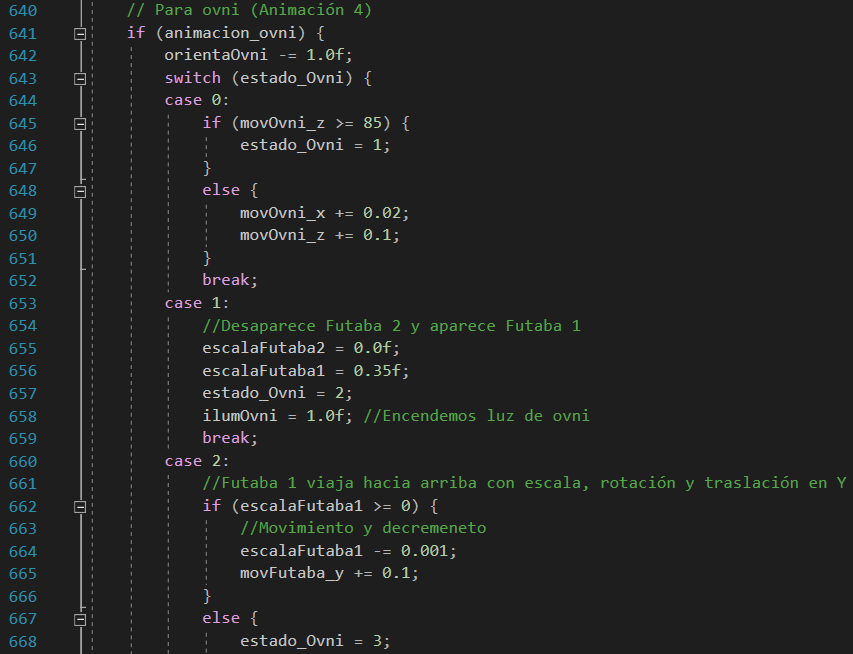 640 // Para ovni (Animación 4)
641 if (animacion_ovni) {
642 orientaOvni -= 1.0f;
643 switch (estado_Ovni) {
644 case 0:
645 if (movOvni_z >= 85) {
646 estado_Ovni = 1;
647 }
648 else {
649 movOvni_x += 0.02;
650 movOvni_z += 0.1;
651 }
652 break;
653 case 1:
654 //Desaparece Futaba 2 y aparece Futaba 1
655 escalaFutaba2 = 0.0f;
656 escalaFutaba1 = 0.35f;
657 estado_Ovni = 2;
658 ilumOvni = 1.0f; //Encendemos luz de ovni
659 break;
660 case 2:
661 //Futaba 1 viaja hacia arriba con escala, rotación y traslación en Y
662 if (escalaFutaba1 >= 0) {
663 //Movimiento y decremeneto
664 escalaFutaba1 -= 0.001;
665 movFutaba_y += 0.1;
666 }
667 else {
668 estado_Ovni = 3;